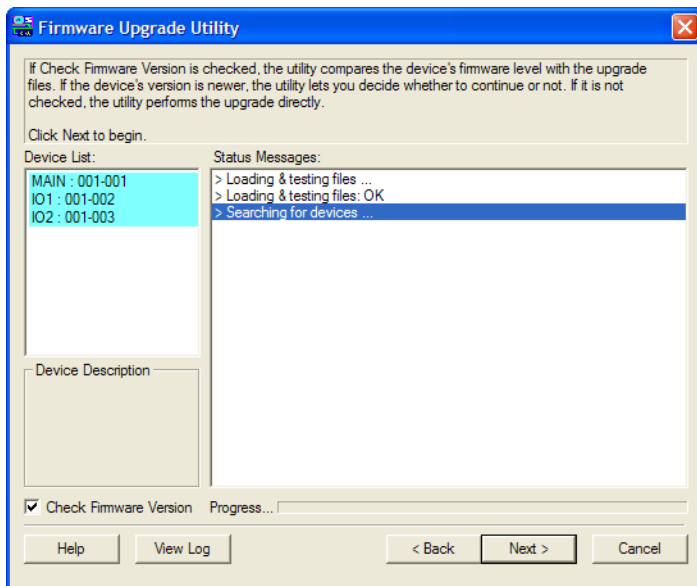 Firmware Upgrade Utility
If Check Firmware Version is checked, the utility compares the device's firmware level with the upgrade
files. If the device's version is newer, the utility lets you decide whether to continue or not. If it is not
checked, the utility performs the upgrade directly.
Click Next to begin.
Device List:
MAIN : 001-001
IO1 : 001-002
IO2 : 001-003
Status Messages:
> Loading & testing files ...
> Loading & testing files: OK
> Searching for devices ...
Device Description
Check Firmware Version
Progress...
Help
View Log
< Back
Next >
Cancel